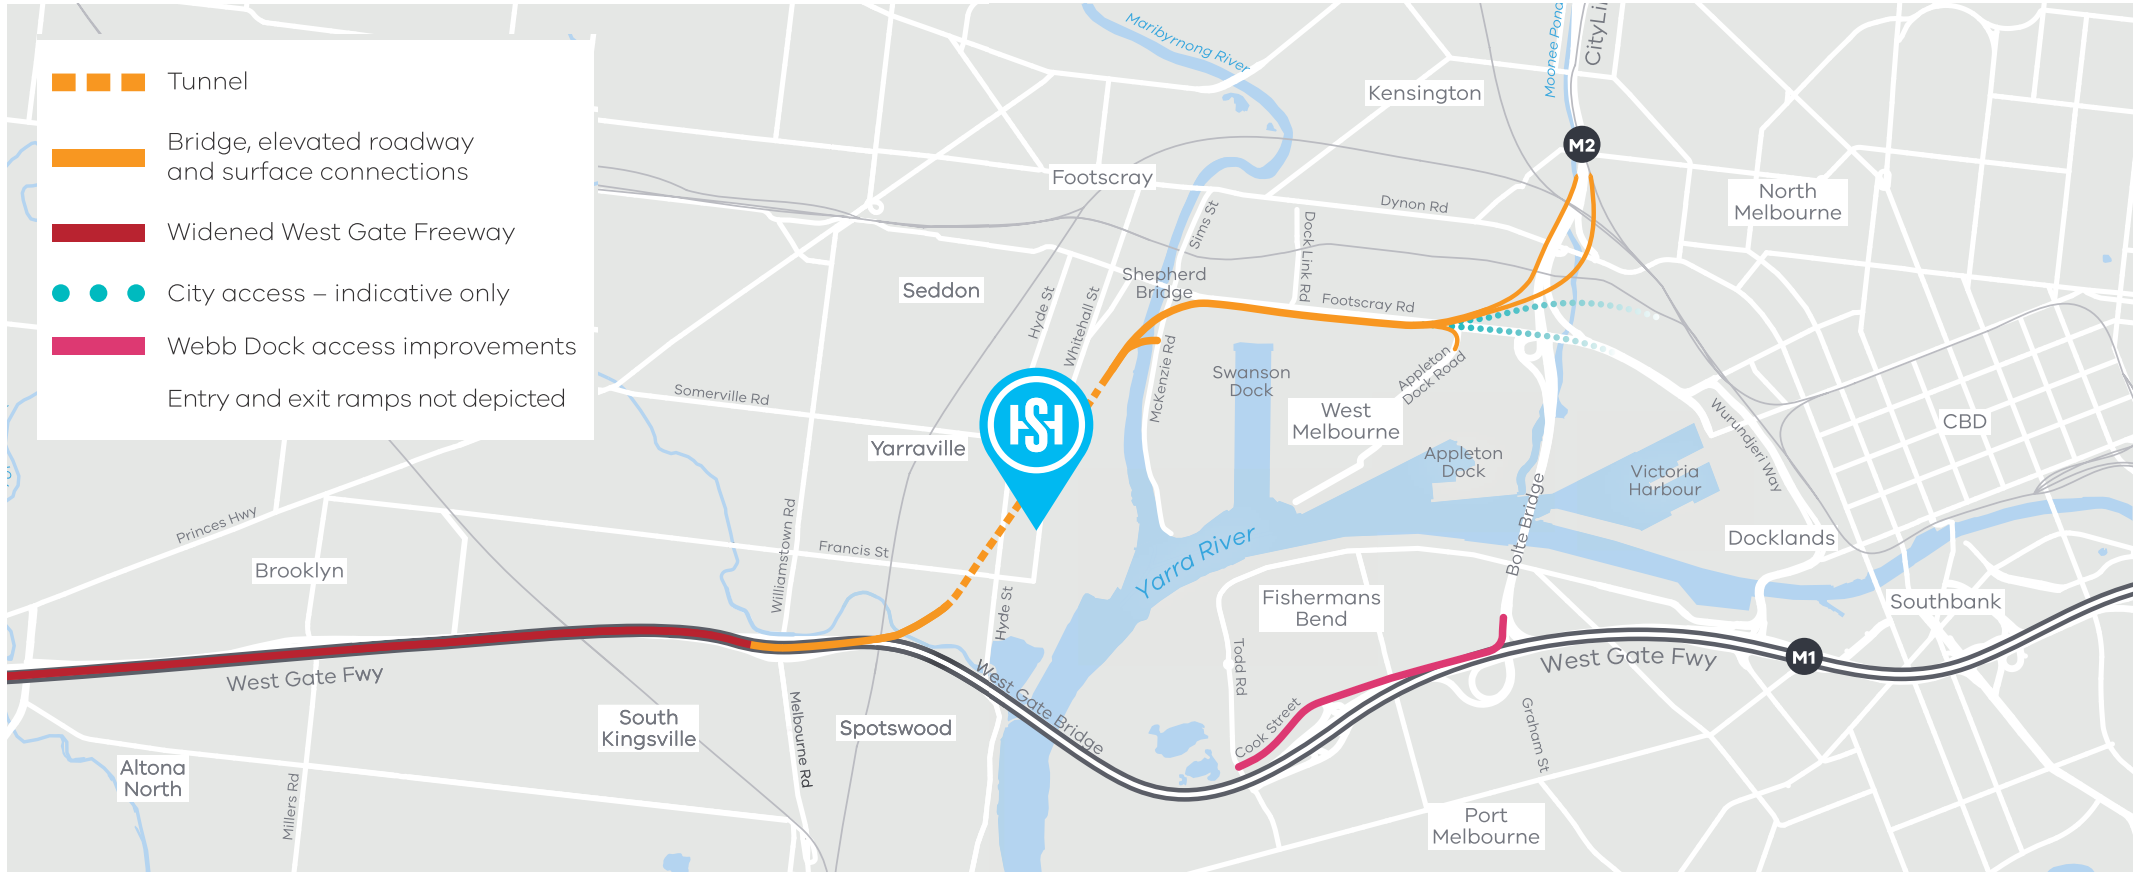 Tunnel
Bridge, elevated roadway
and surface connections
Widened West Gate Freeway
City access – indicative only
Webb Dock access improvements
Entry and exit ramps not depicted
Maribyrnong River
CityLi
Kensington
M2
Footscray
North
Melbourne
Dynon Rd
Sims St
Dock Link Rd
Shepherd
Bridge
Seddon
Hyde St
Whitehall St
Footscray Rd
McKenzie Rd
Swanson
Dock
Appleton
Dock Road
West
Melbourne
Somerville Rd
Wurundjeri Way
CBD
HS
Yarraville
Appleton
Dock
Victoria
Harbour
Bolte Bridge
Princes Hwy
Williamstown Rd
Francis St
Yarra River
Docklands
Brooklyn
Hyde St
Fishermans
Bend
Southbank
West Gate Fwy
West Gate Bridge
Todd Rd
West Gate Fwy
M1
Melbourne Rd
South
Kingsville
Spotswood
Cook Street
Graham St
Altona
North
Millers Rd
Port
Melbourne
Moonee Pond